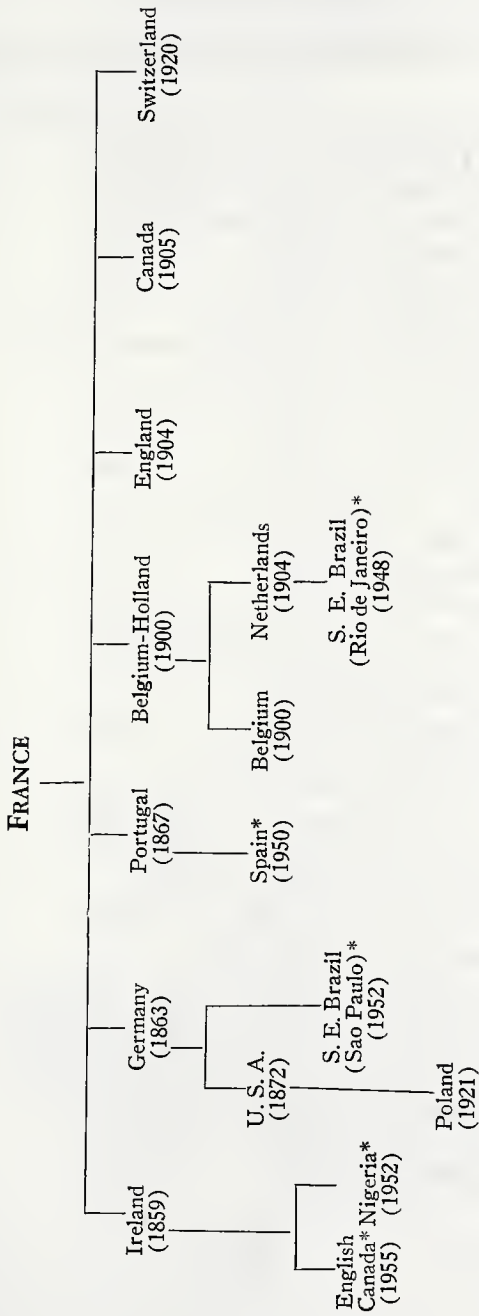 FRANCE
Ireland
(1859)
Germany
(1863)
Portugal
(1867)
Belgium-Holland
(1900)
England
(1904)
Canada
(1905)
Switzerland
(1920)
English
Canada*
(1955)
Nigeria*
(1952)
U. S. A.
(1872)
S. E. Brazil
(Sao Paulo)*
(1952)
Spain*
(1950)
Belgium
(1900)
Netherlands
(1904)
Poland
(1921)
S. E. Brazil
(Rio de Janeiro)*
(1948)